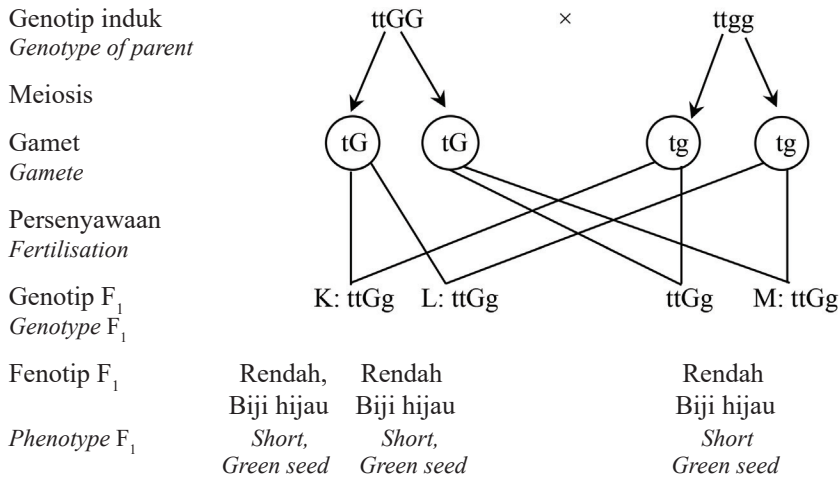 Genotip induk ttGG × ttgg
Genotype of parent
Meiosis
Gamet tG tG tg tg
Gamete
Persenyawaan
Fertilisation
Genotip F₁ K: ttGg L: ttGg ttGg M: ttGg
Genotype F₁
Fenotip F₁ Rendah, Rendah Rendah
Biji hijau Biji hijau Biji hijau
Phenotype F₁ Short, Short, Short
Green seed Green seed Green seed